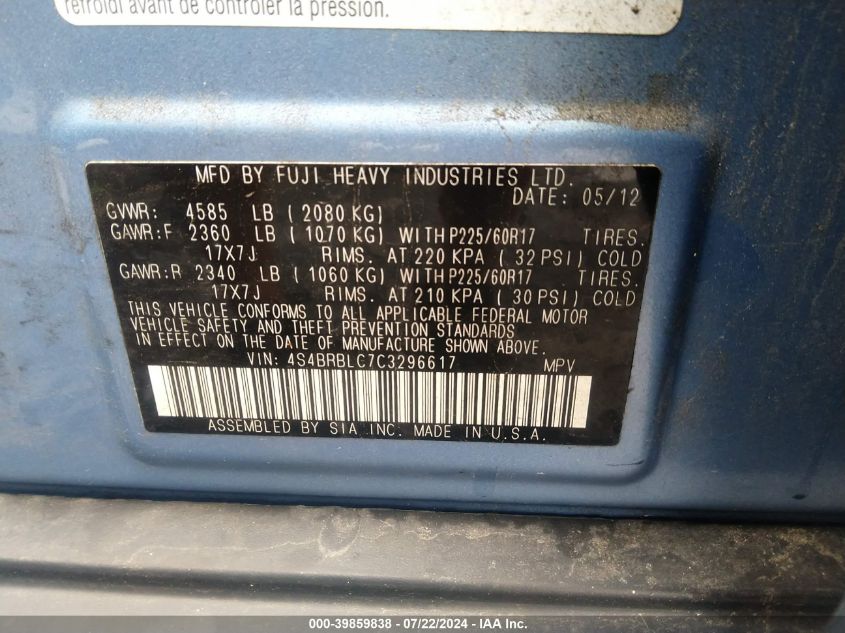 refroidi avant de contrôler la pression.
MFD BY FUJI HEAVY INDUSTRIES LTD.
DATE: 05/12
GVWR: 4585 LB ( 2080 KG)
GAWR:F 2360 LB ( 1070 KG) WITH P225/60R17 TIRES.
17X7J RIMS. AT 220 KPA ( 32 PSI) COLD
GAWR:R 2340 LB ( 1060 KG) WITH P225/60R17 TIRES.
17X7J RIMS. AT 210 KPA ( 30 PSI) COLD
THIS VEHICLE CONFORMS TO ALL APPLICABLE FEDERAL MOTOR
VEHICLE SAFETY AND THEFT PREVENTION STANDARDS
IN EFFECT ON THE DATE OF MANUFACTURE SHOWN ABOVE.
VIN: 4S4BRBLC7C3296617 MPV
ASSEMBLED BY SIA INC. MADE IN U.S.A.
000-39859838 - 07/22/2024 - IAA Inc.